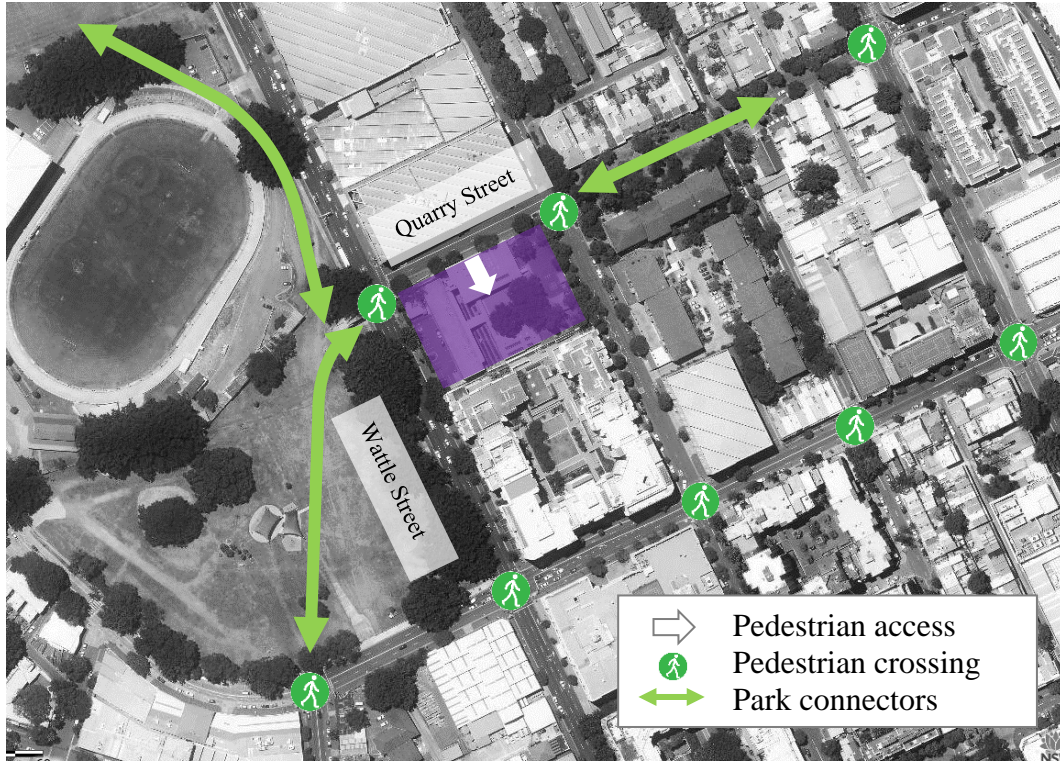 Quarry Street
Wattle Street
Pedestrian access
Pedestrian crossing
Park connectors